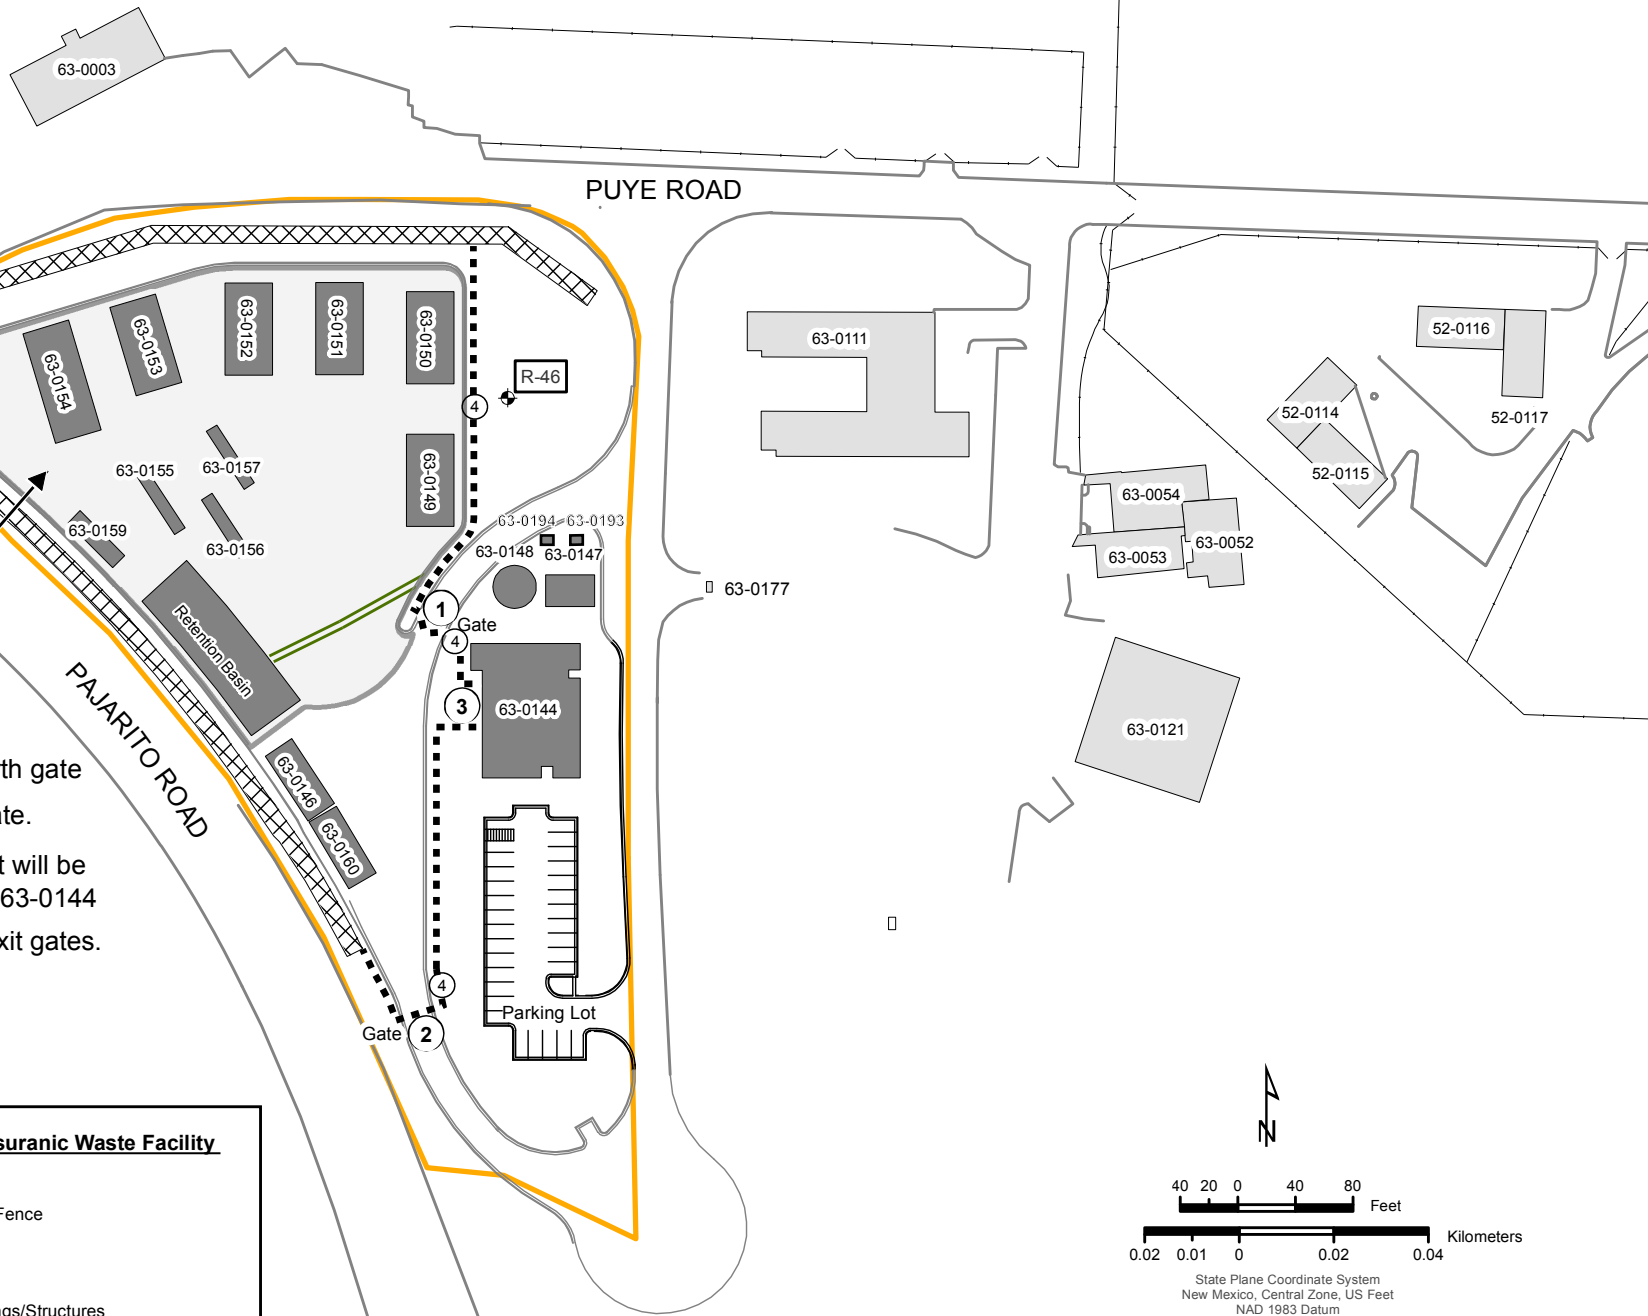 63-0003
PUYE ROAD
63-0154
63-0153
63-0152
63-0151
63-0150
R-46
4
63-0111
52-0116
52-0117
52-0114
52-0115
63-0155
63-0157
63-0149
63-0159
63-0156
63-0194
63-0193
63-0148
63-0147
63-0054
63-0053
63-0052
63-0177
1
Gate
4
Retention Basin
3
63-0144
63-0121
PAJARITO ROAD
63-0146
63-0160
th gate
ate.
t will be
63-0144
xit gates.
4
Parking Lot
Gate
2
suranic Waste Facility
Fence
ngs/Structures
N
40 20 0 40 80
Feet
Kilometers
0.02 0.01 0 0.02 0.04
State Plane Coordinate System
New Mexico, Central Zone, US Feet
NAD 1983 Datum